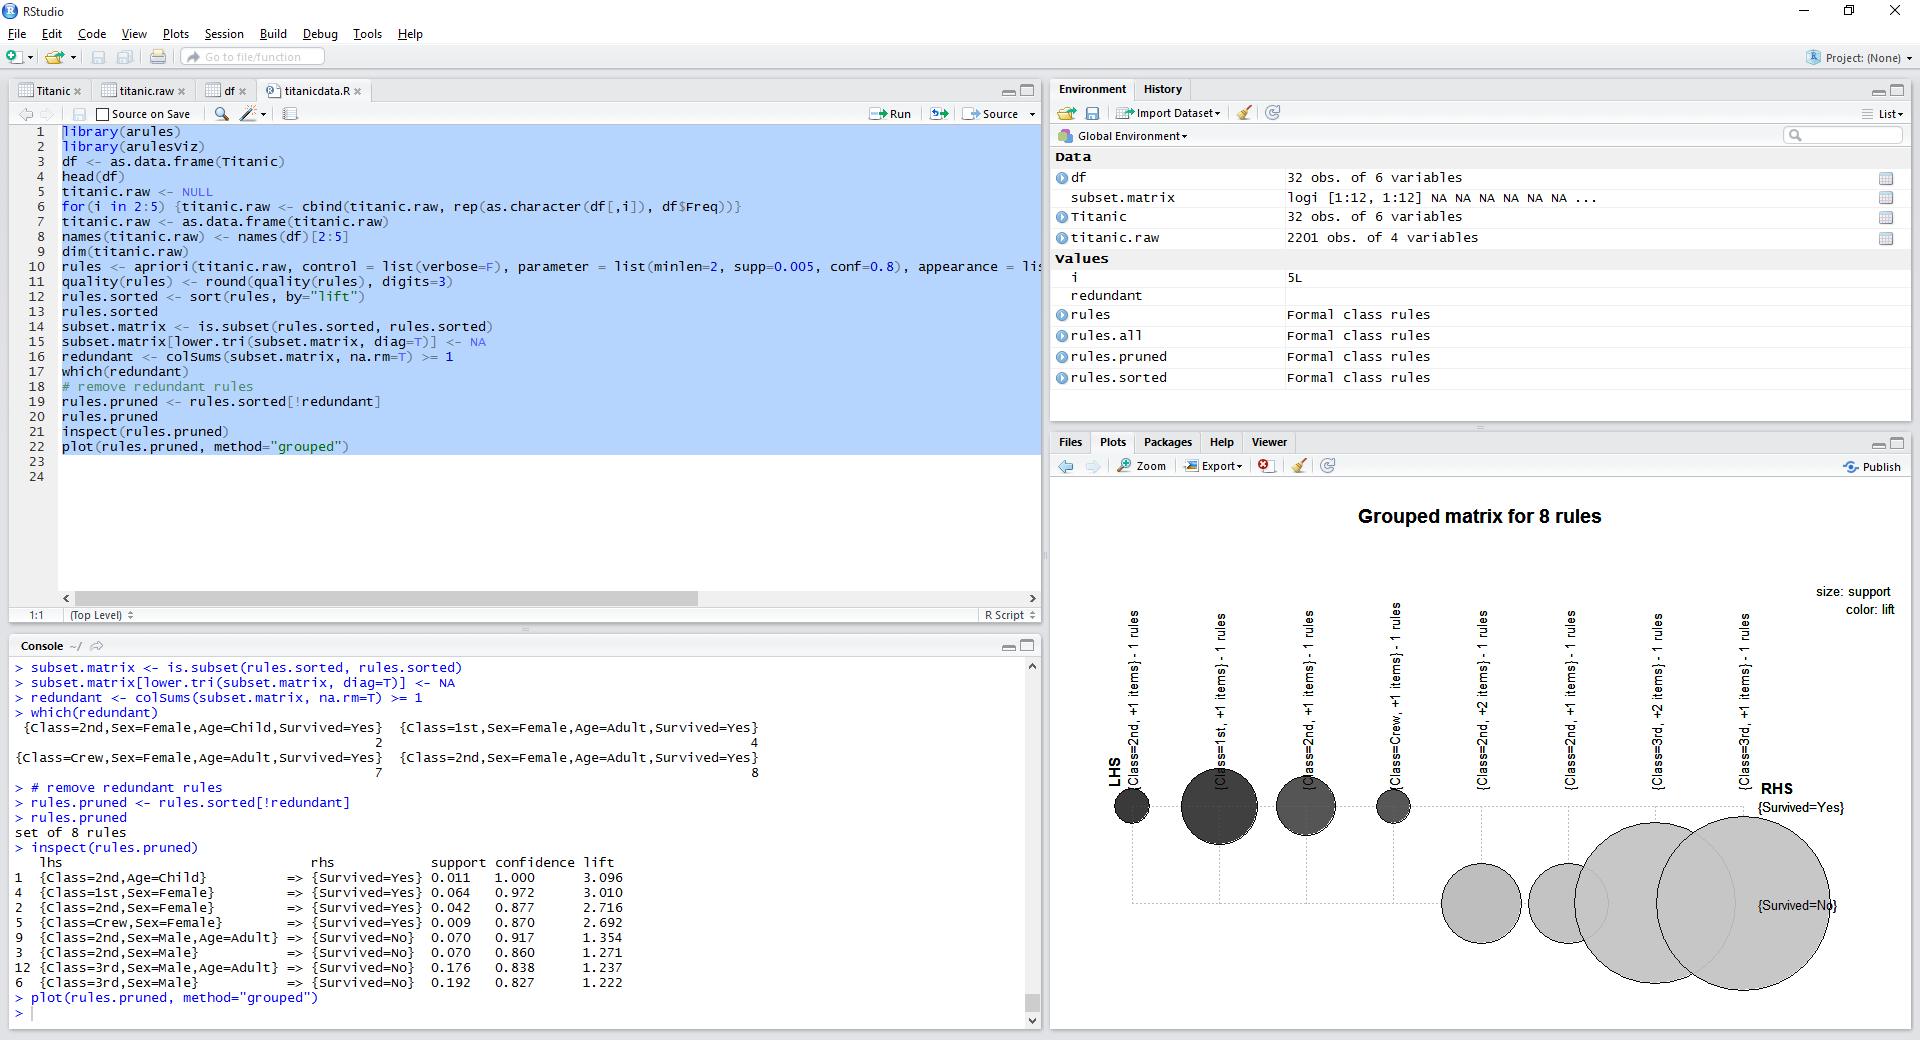 RStudio
File Edit Code View Plots Session Build Debug Tools Help
Go to file/function
Project: (None)
Titanic titanic.raw df titanicdata.R
Source on Save Run Source
1 library(arules)
2 library(arulesViz)
3 df <- as.data.frame(Titanic)
4 head(df)
5 titanic.raw <- NULL
6 for(i in 2:5) {titanic.raw <- cbind(titanic.raw, rep(as.character(df[,i]), df$Freq))}
7 titanic.raw <- as.data.frame(titanic.raw)
8 names(titanic.raw) <- names(df)[2:5]
9 dim(titanic.raw)
10 rules <- apriori(titanic.raw, control = list(verbose=F), parameter = list(minlen=2, supp=0.005, conf=0.8), appearance = lis
11 quality(rules) <- round(quality(rules), digits=3)
12 rules.sorted <- sort(rules, by="lift")
13 rules.sorted
14 subset.matrix <- is.subset(rules.sorted, rules.sorted)
15 subset.matrix[lower.tri(subset.matrix, diag=T)] <- NA
16 redundant <- colSums(subset.matrix, na.rm=T) >= 1
17 which(redundant)
18 # remove redundant rules
19 rules.pruned <- rules.sorted[!redundant]
20 rules.pruned
21 inspect(rules.pruned)
22 plot(rules.pruned, method="grouped")
23
24
1:1 (Top Level) R Script
Console ~/
> subset.matrix <- is.subset(rules.sorted, rules.sorted)
> subset.matrix[lower.tri(subset.matrix, diag=T)] <- NA
> redundant <- colSums(subset.matrix, na.rm=T) >= 1
> which(redundant)
{Class=2nd,Sex=Female,Age=Child,Survived=Yes} {Class=1st,Sex=Female,Age=Adult,Survived=Yes}
2 4
{Class=Crew,Sex=Female,Age=Adult,Survived=Yes} {Class=2nd,Sex=Female,Age=Adult,Survived=Yes}
7 8
> # remove redundant rules
> rules.pruned <- rules.sorted[!redundant]
> rules.pruned
set of 8 rules
> inspect(rules.pruned)
lhs rhs support confidence lift
1 {Class=2nd,Age=Child} => {Survived=Yes} 0.011 1.000 3.096
4 {Class=1st,Sex=Female} => {Survived=Yes} 0.064 0.972 3.010
2 {Class=2nd,Sex=Female} => {Survived=Yes} 0.042 0.877 2.716
5 {Class=Crew,Sex=Female} => {Survived=Yes} 0.009 0.870 2.692
9 {Class=2nd,Sex=Male,Age=Adult} => {Survived=No} 0.070 0.917 1.354
3 {Class=2nd,Sex=Male} => {Survived=No} 0.070 0.860 1.271
12 {Class=3rd,Sex=Male,Age=Adult} => {Survived=No} 0.176 0.838 1.237
6 {Class=3rd,Sex=Male} => {Survived=No} 0.192 0.827 1.222
> plot(rules.pruned, method="grouped")
>
Environment History
Import Dataset List
Global Environment
Data
df 32 obs. of 6 variables
subset.matrix logi [1:12, 1:12] NA NA NA NA NA NA ...
Titanic 32 obs. of 6 variables
titanic.raw 2201 obs. of 4 variables
Values
i 5L
redundant
rules Formal class rules
rules.all Formal class rules
rules.pruned Formal class rules
rules.sorted Formal class rules
Files Plots Packages Help Viewer
Zoom Export Publish
Grouped matrix for 8 rules
size: support
color: lift
LHS
{Class=2nd, +1 items} - 1 rules
{Class=1st, +1 items} - 1 rules
{Class=2nd, +1 items} - 1 rules
{Class=Crew, +1 items} - 1 rules
{Class=2nd, +2 items} - 1 rules
{Class=2nd, +1 items} - 1 rules
{Class=3rd, +2 items} - 1 rules
{Class=3rd, +1 items} - 1 rules
RHS
{Survived=Yes}
{Survived=No}